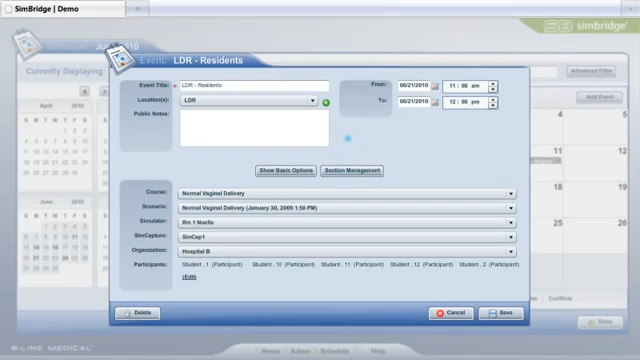 SimBridge | Demo
simbridge
Event: LDR - Residents
Currently Displaying:
Advanced Filters
Event Title: * LDR - Residents
From: 06/21/2010 11 : 08 am
Location(s): LDR
To: 06/21/2010 12 : 08 pm
Add Event
Public Notes:
April 2010
S M T W T F S
4 5
11 12
Show Basic Options Section Management
Course: Normal Vaginal Delivery
18 19
Scenario: Normal Vaginal Delivery (January 30, 2009 1:56 PM)
June 2010
S M T W T F S
Simulator: Rm 1 Noelle
25 26
SimCapture: SimCap1
Organization: Hospital B
Participants: Student , 1 (Participant) Student , 10 (Participant) Student , 11 (Participant) Student , 12 (Participant) Student , 2 (Participant)
(Edit)
Conflicts
Delete Cancel Save
Done
B-LINE MEDICAL
Home Admin Schedule Help